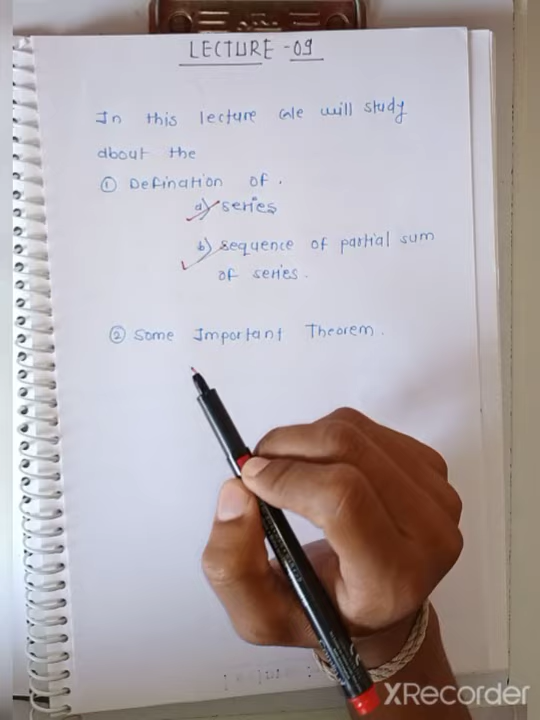 LECTURE - 09
In this lecture we will study
about the
① Defination of .
a) series
b) sequence of partial sum
of series .
② Some Important Theorem .
XRecorder